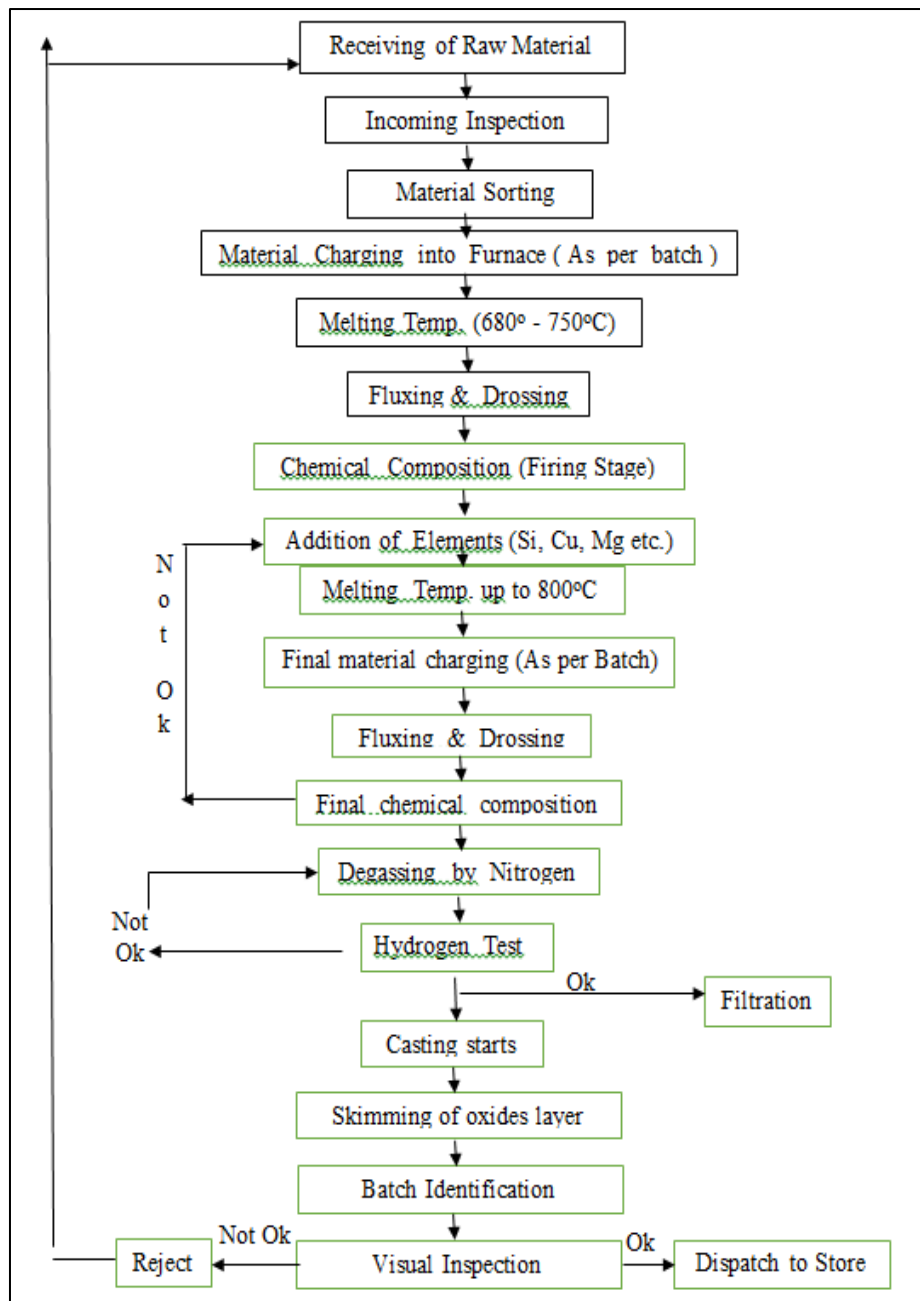 Receiving of Raw Material
Incoming Inspection
Material Sorting
Material Charging into Furnace ( As per batch )
Melting Temp. (680º - 750ºC)
Fluxing & Drossing
Chemical Composition (Firing Stage)
Addition of Elements (Si, Cu, Mg etc.)
Melting Temp. up to 800ºC
Final material charging (As per Batch)
Fluxing & Drossing
Final chemical composition
Not Ok
Degassing by Nitrogen
Not
Ok
Hydrogen Test
Ok
Filtration
Casting starts
Skimming of oxides layer
Batch Identification
Not Ok
Reject
Visual Inspection
Ok
Dispatch to Store